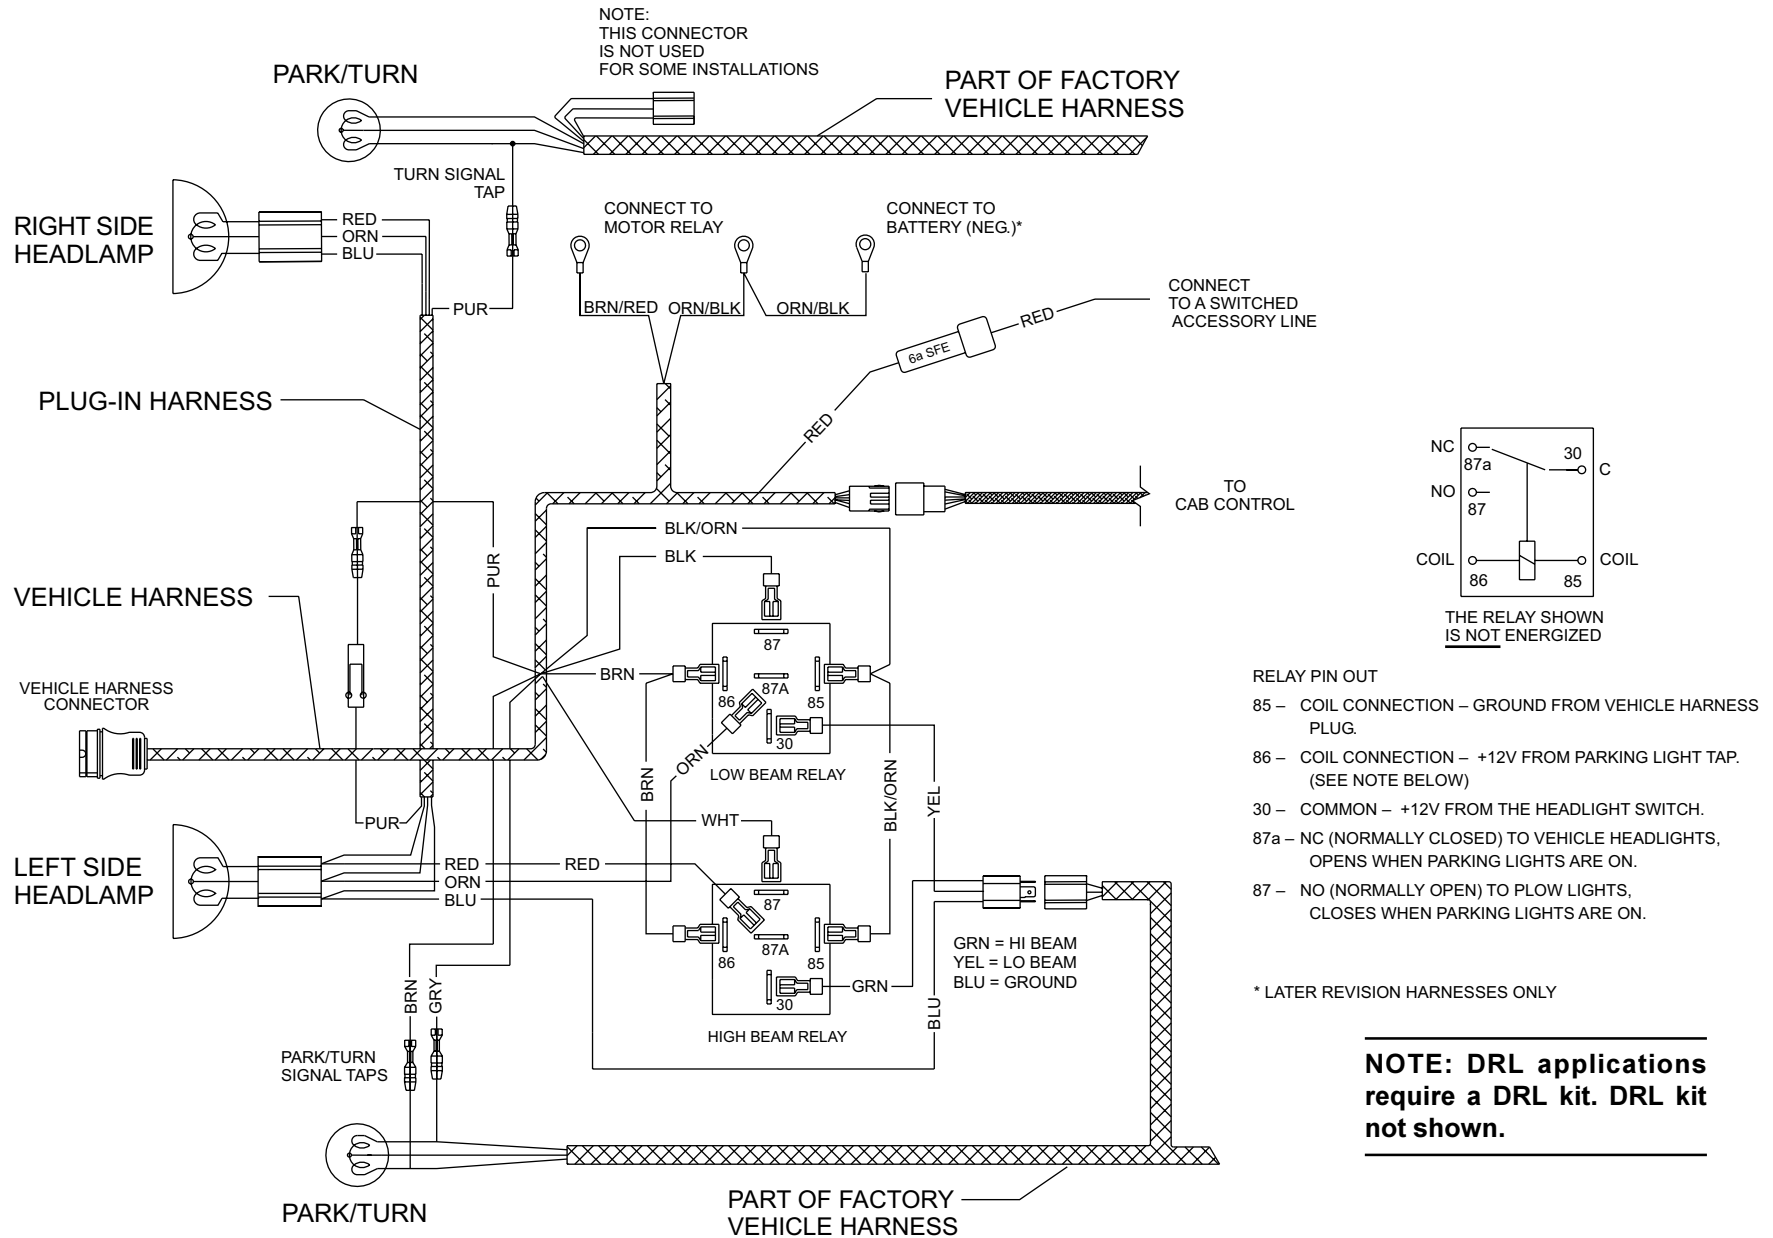 NOTE:
THIS CONNECTOR
IS NOT USED
FOR SOME INSTALLATIONS
PARK/TURN
PART OF FACTORY
VEHICLE HARNESS
TURN SIGNAL
TAP
RIGHT SIDE
HEADLAMP
RED
ORN
BLU
PUR
CONNECT TO
MOTOR RELAY
CONNECT TO
BATTERY (NEG.)*
BRN/RED
ORN/BLK
ORN/BLK
CONNECT
TO A SWITCHED
ACCESSORY LINE
RED
6a SFE
RED
PLUG-IN HARNESS
TO
CAB CONTROL
NC
87a
30
C
NO
87
COIL
86
85
COIL
THE RELAY SHOWN
IS NOT ENERGIZED
BLK/ORN
BLK
PUR
VEHICLE HARNESS
VEHICLE HARNESS
CONNECTOR
BRN
87
87A
86
85
30
LOW BEAM RELAY
ORN
BRN
BLK/ORN
YEL
WHT
PUR
LEFT SIDE
HEADLAMP
RED
RED
ORN
BLU
87
87A
86
85
30
HIGH BEAM RELAY
GRN
BLU
GRN = HI BEAM
YEL = LO BEAM
BLU = GROUND
BRN
GRY
PARK/TURN
SIGNAL TAPS
PARK/TURN
PART OF FACTORY
VEHICLE HARNESS
RELAY PIN OUT
85 – COIL CONNECTION – GROUND FROM VEHICLE HARNESS
PLUG.
86 – COIL CONNECTION – +12V FROM PARKING LIGHT TAP.
(SEE NOTE BELOW)
30 – COMMON – +12V FROM THE HEADLIGHT SWITCH.
87a – NC (NORMALLY CLOSED) TO VEHICLE HEADLIGHTS,
OPENS WHEN PARKING LIGHTS ARE ON.
87 – NO (NORMALLY OPEN) TO PLOW LIGHTS,
CLOSES WHEN PARKING LIGHTS ARE ON.
* LATER REVISION HARNESSES ONLY
NOTE: DRL applications
require a DRL kit. DRL kit
not shown.